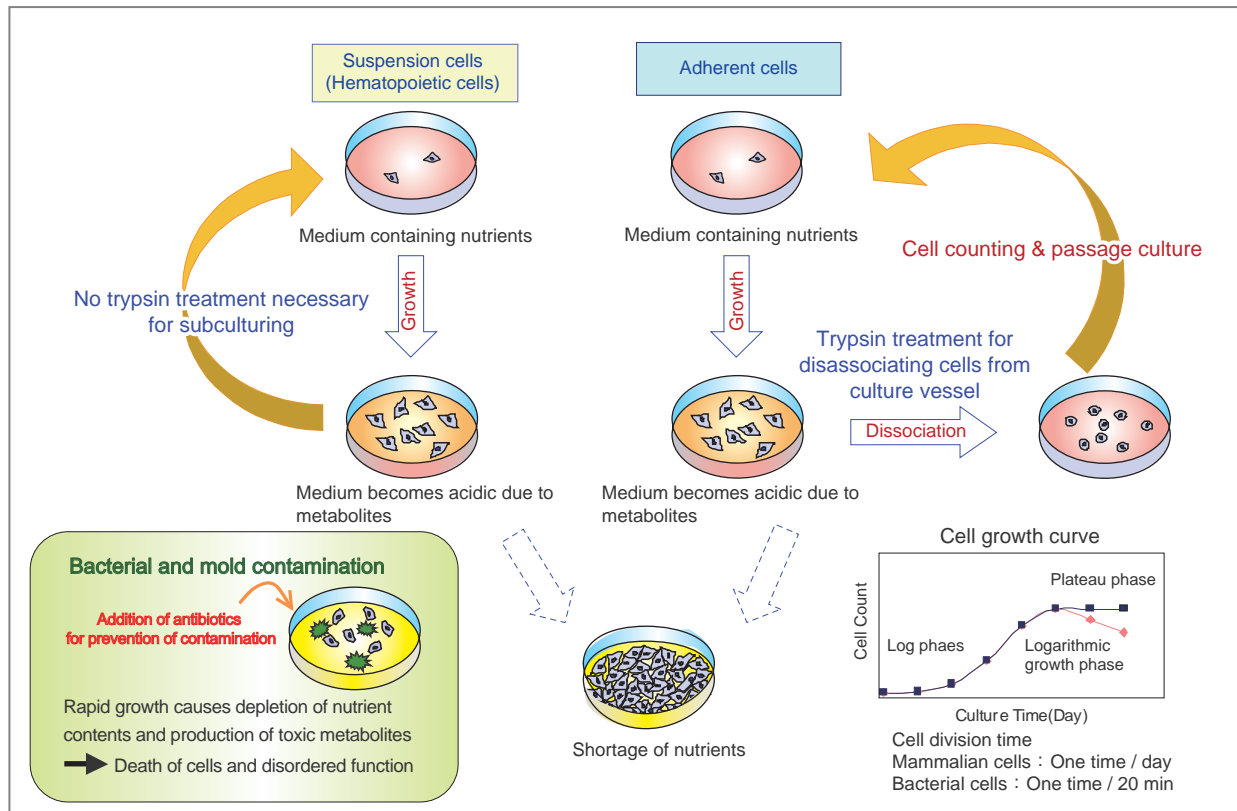 Suspension cells
(Hematopoietic cells)
Adherent cells
Medium containing nutrients
Medium containing nutrients
Cell counting & passage culture
No trypsin treatment necessary
for subculturing
Growth
Growth
Trypsin treatment for
disassociating cells from
culture vessel
Dissociation
Medium becomes acidic due to
metabolites
Medium becomes acidic due to
metabolites
Bacterial and mold contamination
Addition of antibiotics
for prevention of contamination
Rapid growth causes depletion of nutrient
contents and production of toxic metabolites
Death of cells and disordered function
Shortage of nutrients
Cell growth curve
Cell Count
Plateau phase
Log phaes
Logarithmic
growth phase
Culture Time(Day)
Cell division time
Mammalian cells：One time / day
Bacterial cells：One time / 20 min